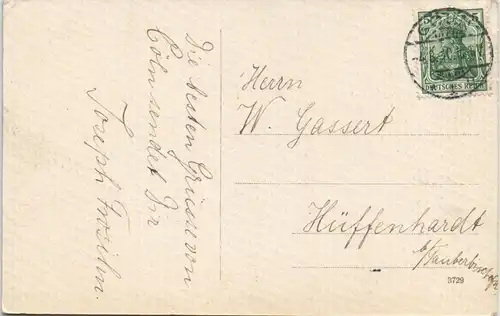 Die besten Grüsse von
Cöln sendet Dir
Joseph
Herrn
W. Gassert
Hüffenhardt
b/
DEUTSCHES REICH
3729